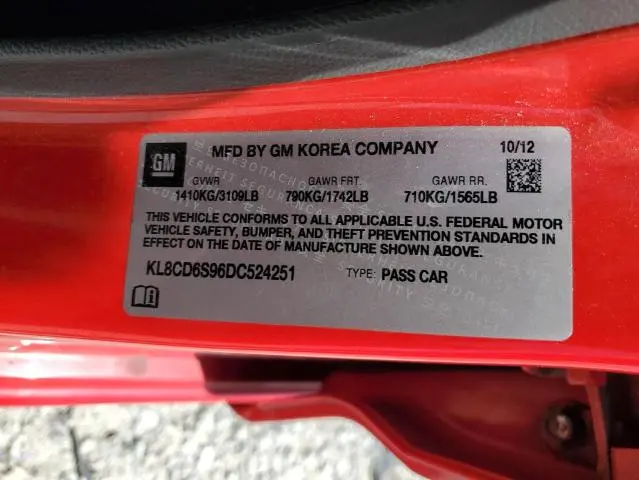 GM MFD BY GM KOREA COMPANY 10/12
GVWR GAWR FRT. GAWR RR.
1410KG/3109LB 790KG/1742LB 710KG/1565LB
THIS VEHICLE CONFORMS TO ALL APPLICABLE U.S. FEDERAL MOTOR
VEHICLE SAFETY, BUMPER, AND THEFT PREVENTION STANDARDS IN
EFFECT ON THE DATE OF MANUFACTURE SHOWN ABOVE.
KL8CD6S96DC524251 TYPE: PASS CAR